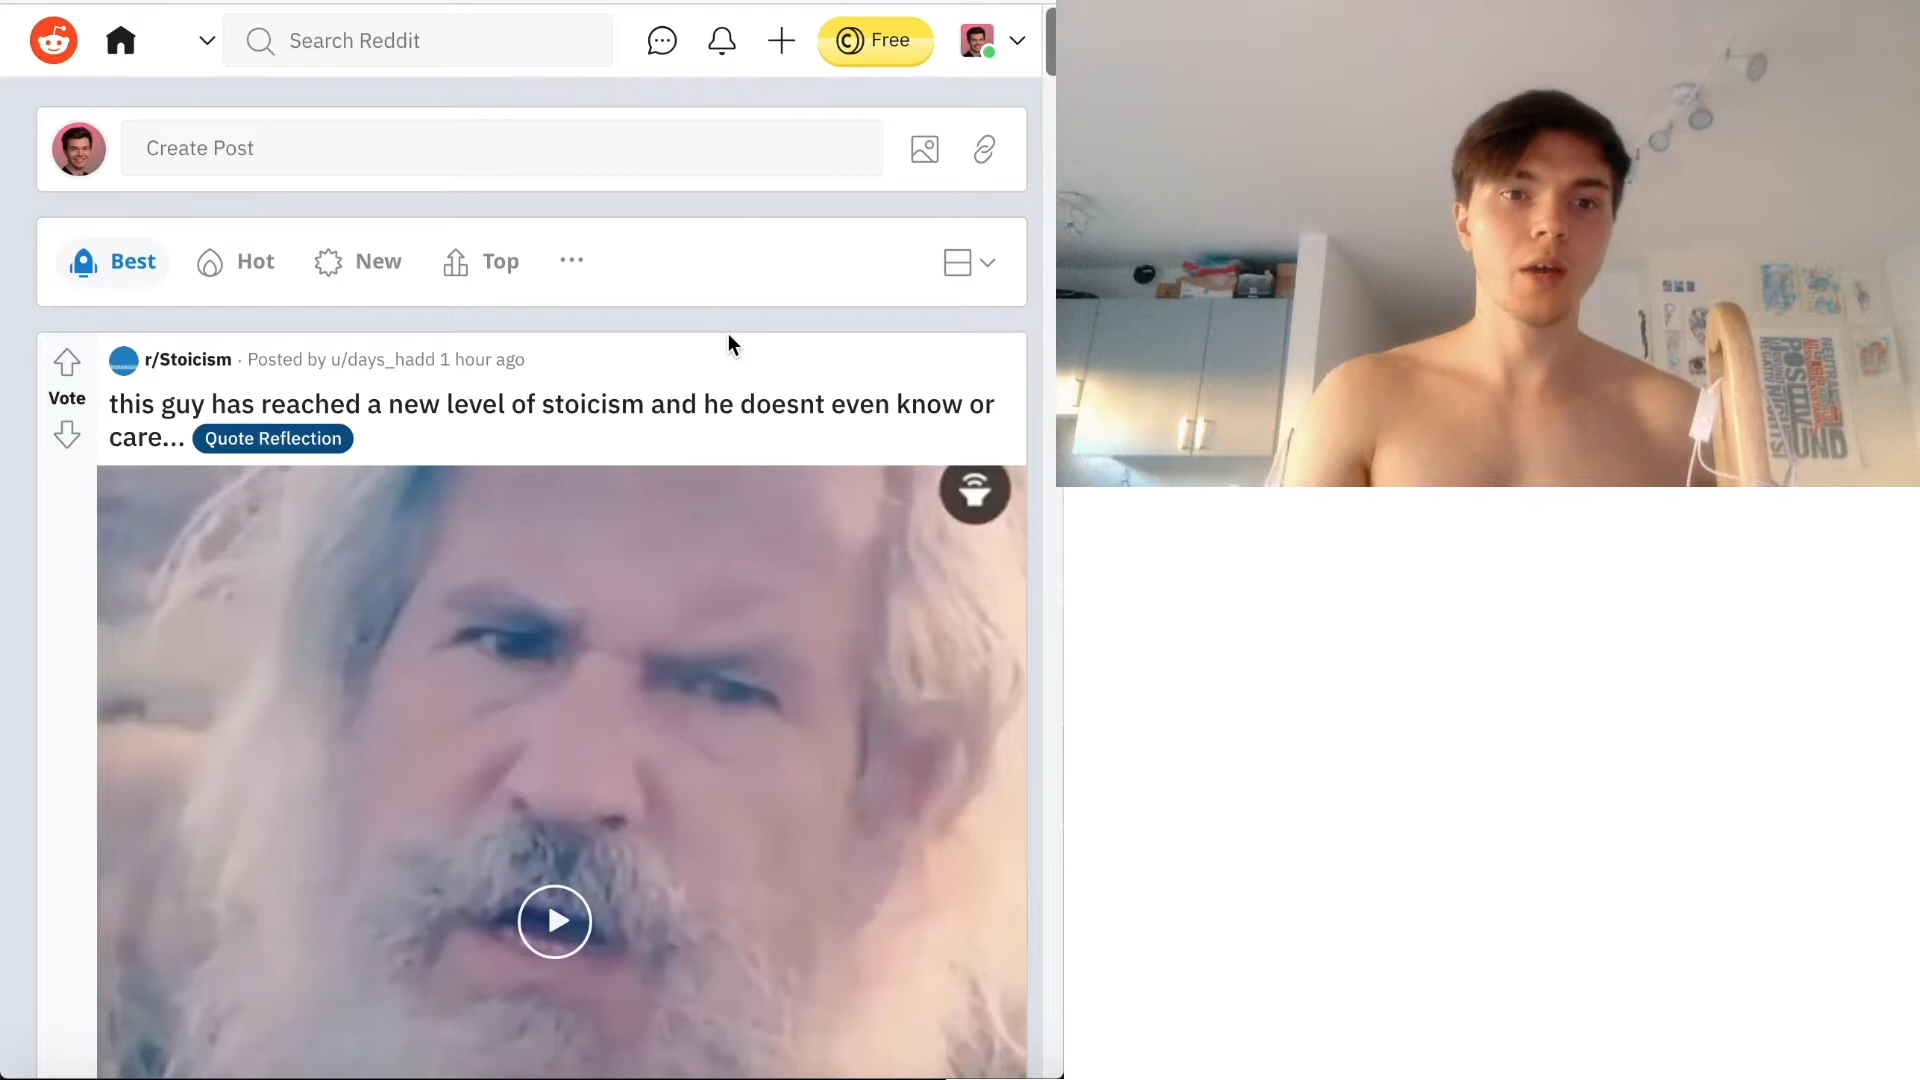 Search Reddit
Free
Create Post
Best
Hot
New
Top
r/Stoicism · Posted by u/days_hadd 1 hour ago
Vote
this guy has reached a new level of stoicism and he doesnt even know or
care... Quote Reflection